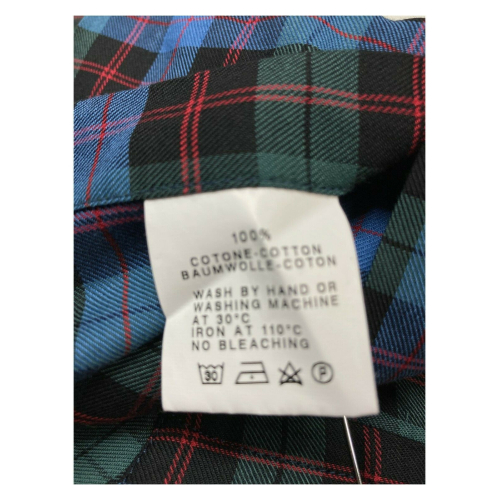 100%
COTONE-COTTON
BAUMWOLLE-COTON
WASH BY HAND OR
WASHING MACHINE
AT 30°C
IRON AT 110°C
NO BLEACHING
30 P